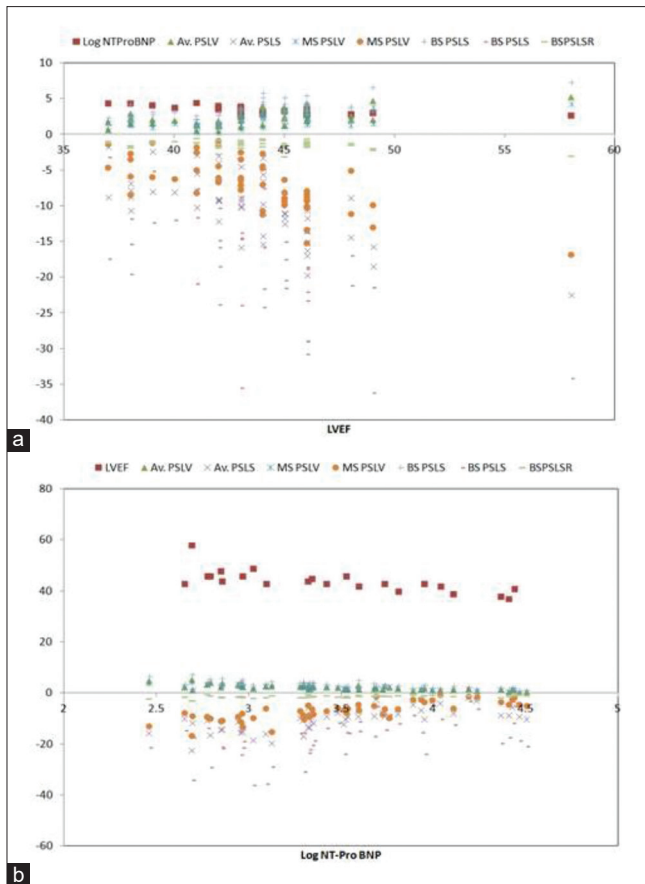 Log NTProBNP Av. PSLV Av. PSLS MS PSLV MS PSLV BS PSLS BS PSLS BSPSLSR
10
5
0
35 40 45 50 55 60
-5
-10
-15
-20
-25
-30
-35
-40
LVEF
a
LVEF Av. PSLV Av. PSLS MS PSLV MS PSLV BS PSLS BS PSLS BSPSLSR
80
60
40
20
0
2 2.5 3 3.5 4 4.5 5
-20
-40
-60
Log NT-Pro BNP
b